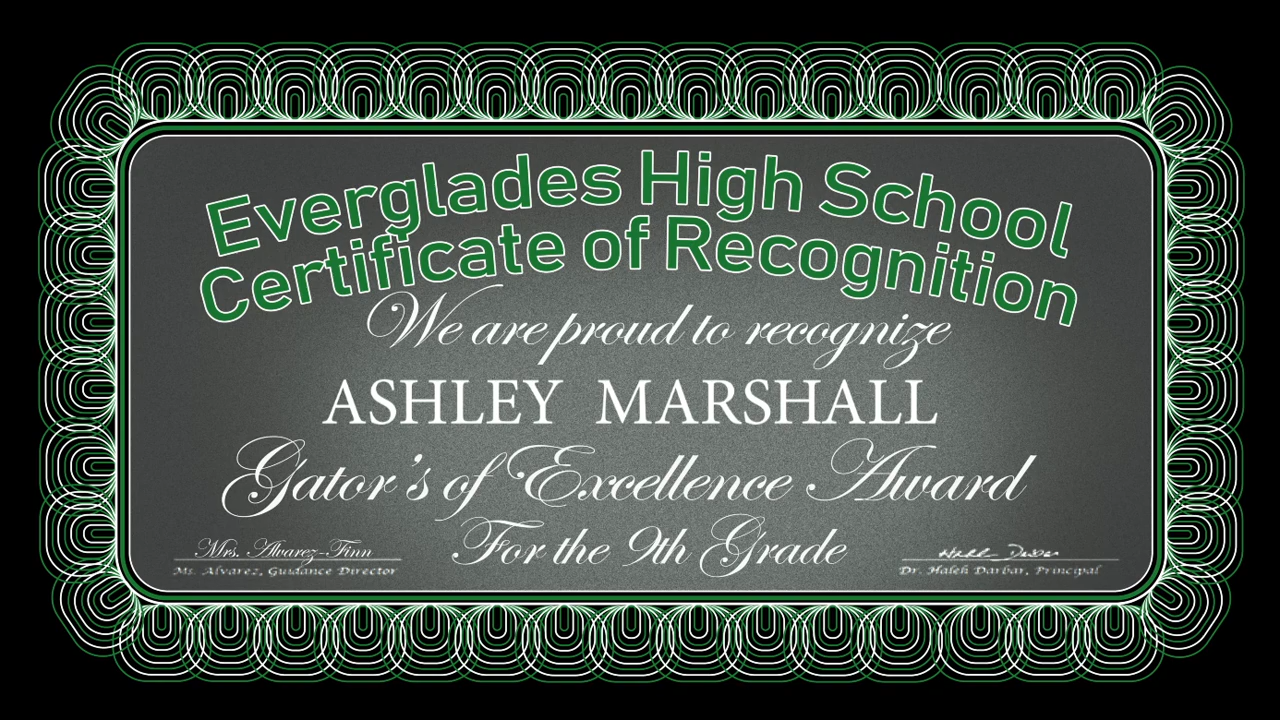 Everglades High School
Certificate of Recognition
We are proud to recognize
ASHLEY MARSHALL
Gator's of Excellence Award
For the 9th Grade
Mrs. Alvarez-Finn
Ms. Alvarez, Guidance Director
Dr. Haleh Darbar, Principal